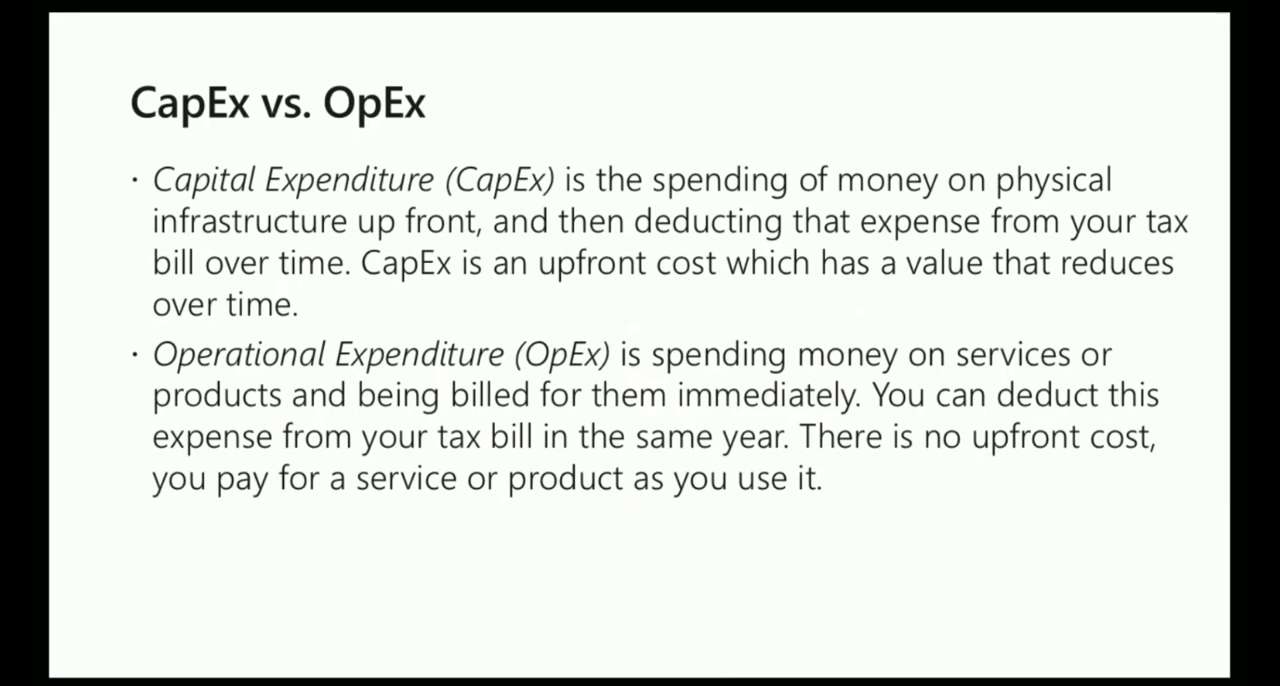 CapEx vs. OpEx
· Capital Expenditure (CapEx) is the spending of money on physical
infrastructure up front, and then deducting that expense from your tax
bill over time. CapEx is an upfront cost which has a value that reduces
over time.
· Operational Expenditure (OpEx) is spending money on services or
products and being billed for them immediately. You can deduct this
expense from your tax bill in the same year. There is no upfront cost,
you pay for a service or product as you use it.